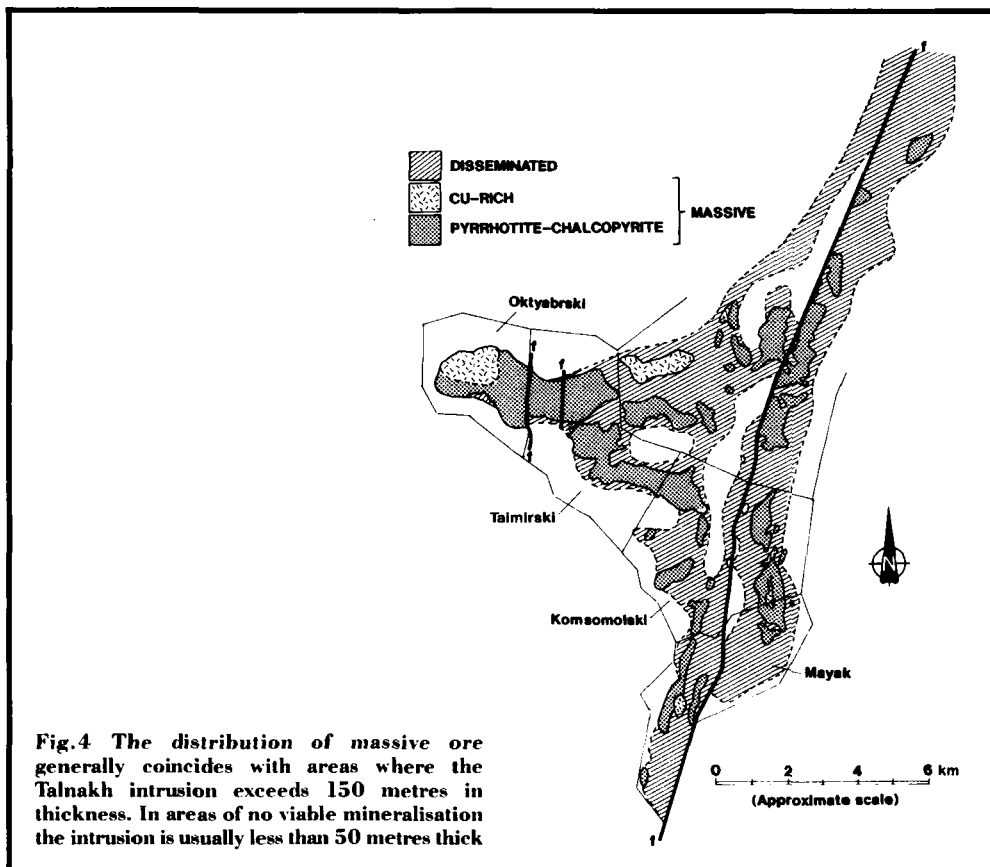 f
DISSEMINATED
CU-RICH
MASSIVE
PYRRHOTITE-CHALCOPYRITE
Oktyabrski
f
f
Taimirski
N
Komsomolski
Mayak
Fig.4 The distribution of massive ore
generally coincides with areas where the
Talnakh intrusion exceeds 150 metres in
thickness. In areas of no viable mineralisation
the intrusion is usually less than 50 metres thick
0 2 4 6 km
(Approximate scale)
f